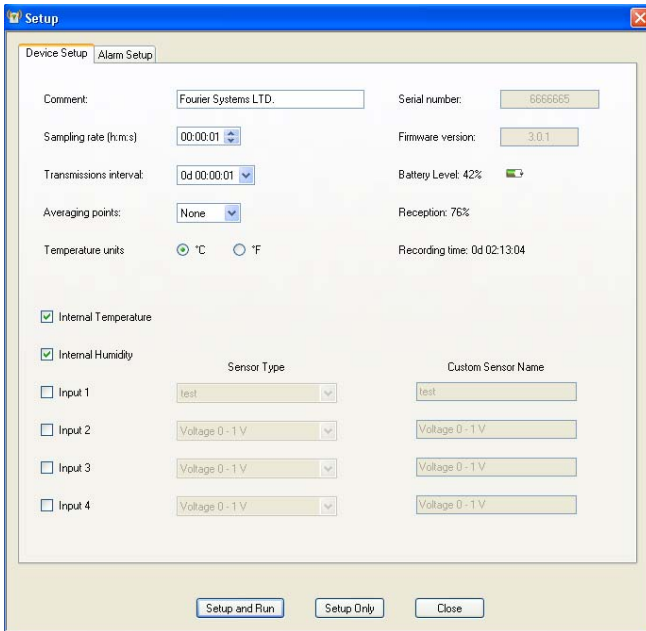 Setup
Device Setup Alarm Setup
Comment: Fourier Systems LTD. Serial number: 6666665
Sampling rate (h:m:s) 00:00:01 Firmware version: 3.0.1
Transmissions interval: 0d 00:00:01 Battery Level: 42%
Averaging points: None Reception: 76%
Temperature units °C °F Recording time: 0d 02:13:04
Internal Temperature
Internal Humidity
Sensor Type Custom Sensor Name
Input 1 test test
Input 2 Voltage 0 - 1 V Voltage 0 - 1 V
Input 3 Voltage 0 - 1 V Voltage 0 - 1 V
Input 4 Voltage 0 - 1 V Voltage 0 - 1 V
Setup and Run Setup Only Close